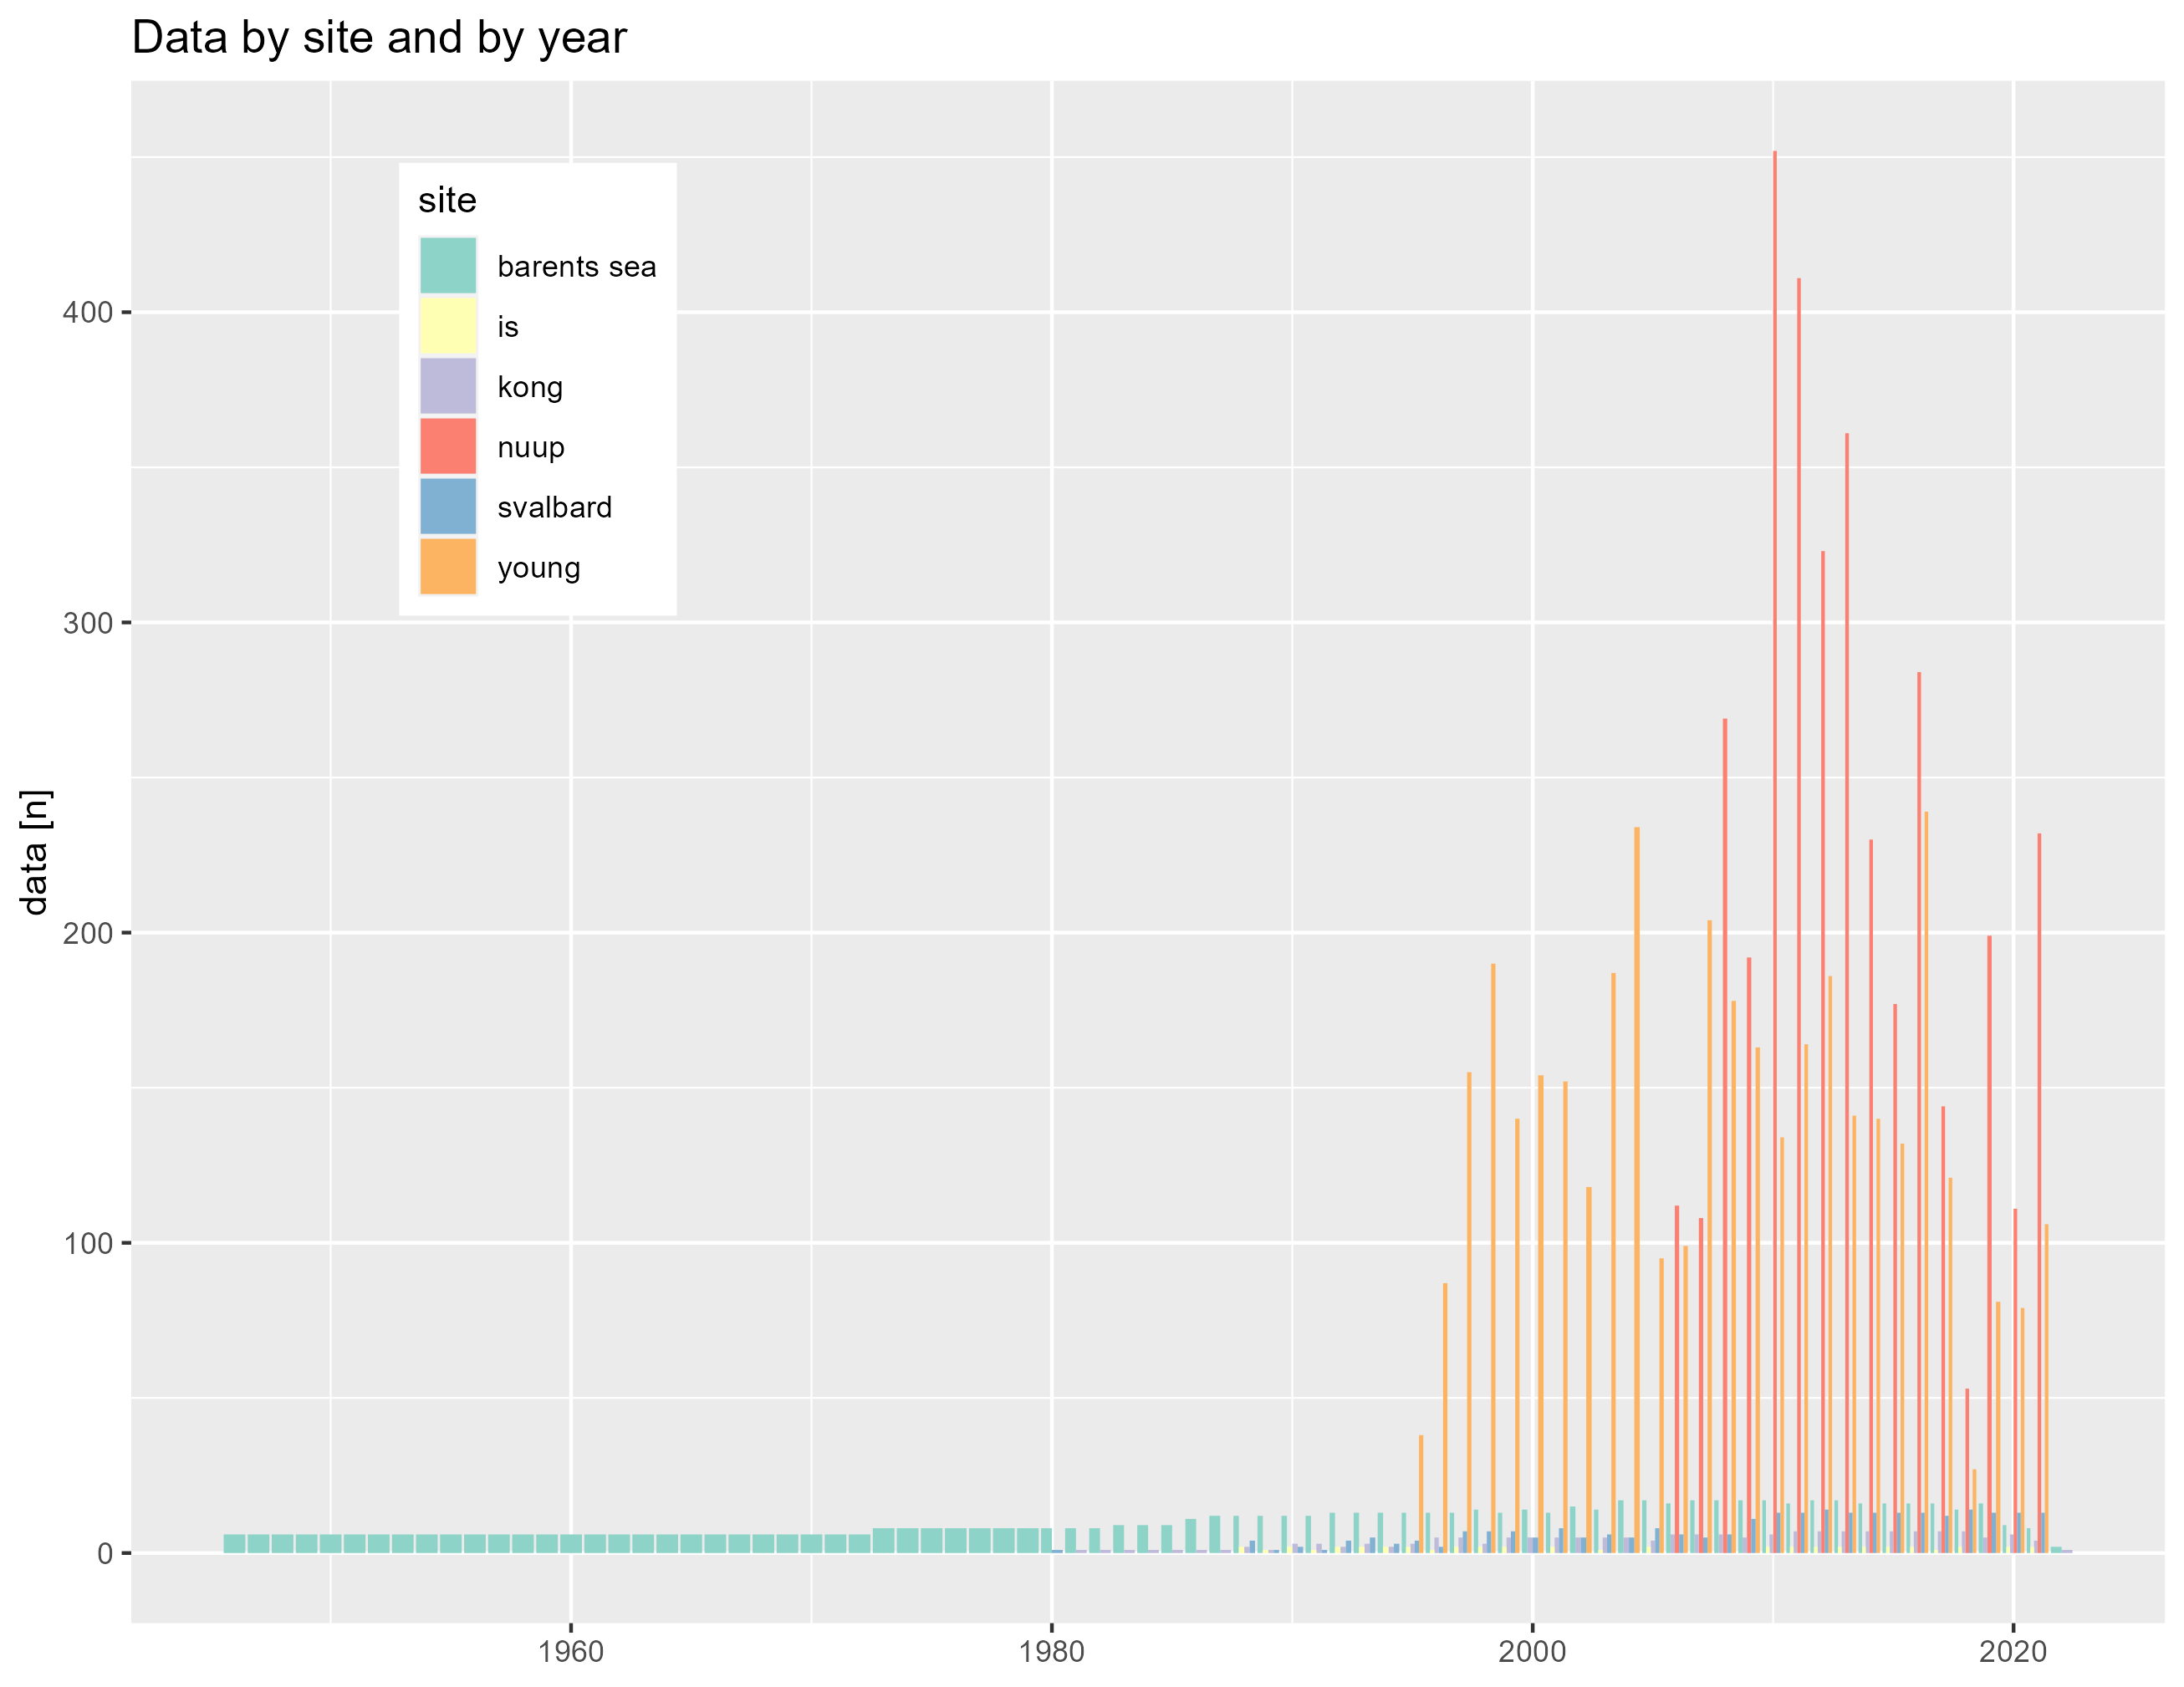 Data by site and by year
site
barents sea
is
kong
nuup
svalbard
young
data [n]
400
300
200
100
0
1960 1980 2000 2020